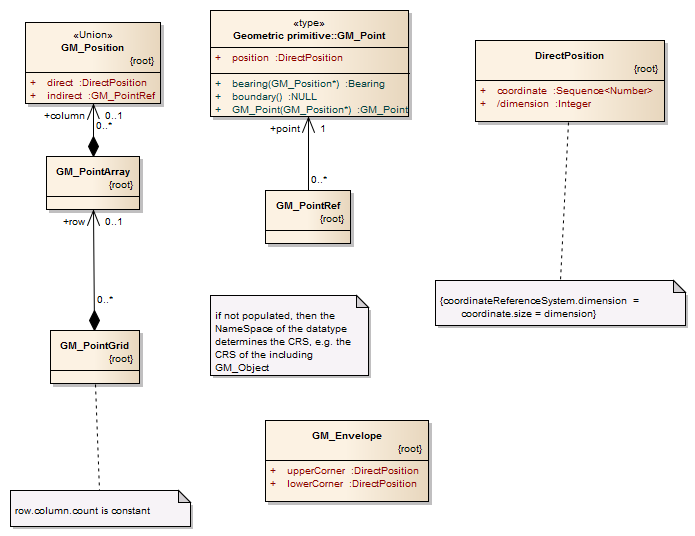 «Union»
GM_Position
{root}
+ direct :DirectPosition
+ indirect :GM_PointRef
+column
0..1
0..*
GM_PointArray
{root}
+row
0..1
0..*
GM_PointGrid
{root}
row.column.count is constant
«type»
Geometric primitive::GM_Point
+ position :DirectPosition
+ bearing(GM_Position*) :Bearing
+ boundary() :NULL
+ GM_Point(GM_Position*) :GM_Point
+point
1
0..*
GM_PointRef
{root}
if not populated, then the
NameSpace of the datatype
determines the CRS, e.g. the
CRS of the including
GM_Object
GM_Envelope
{root}
+ upperCorner :DirectPosition
+ lowerCorner :DirectPosition
DirectPosition
{root}
+ coordinate :Sequence<Number>
+ /dimension :Integer
{coordinateReferenceSystem.dimension =
coordinate.size = dimension}